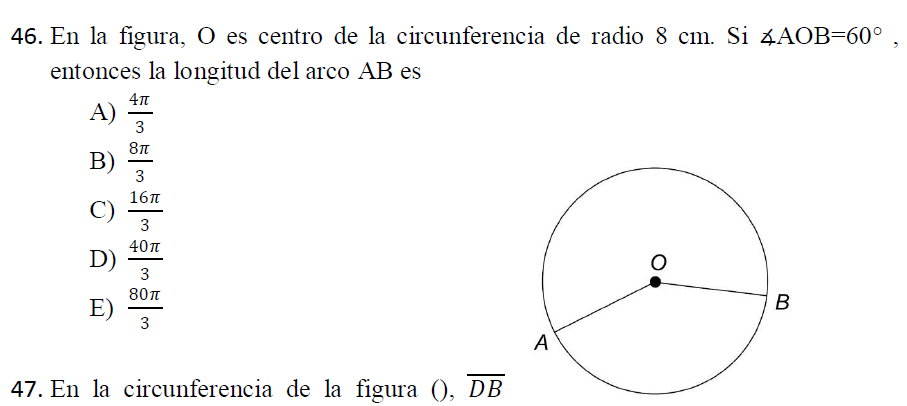 46. En la figura, O es centro de la circunferencia de radio 8 cm. Si ∡AOB=60° ,
entonces la longitud del arco AB es
A) 4π/3
B) 8π/3
C) 16π/3
D) 40π/3
E) 80π/3
O
B
A
47. En la circunferencia de la figura (), D̅B̅